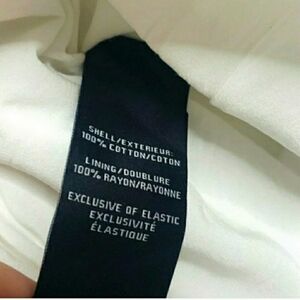 SHELL/EXTERIEUR:
100% COTTON/COTON
LINING/DOUBLURE
100% RAYON/RAYONNE
EXCLUSIVE OF ELASTIC
EXCLUSIVITÉ
ÉLASTIQUE